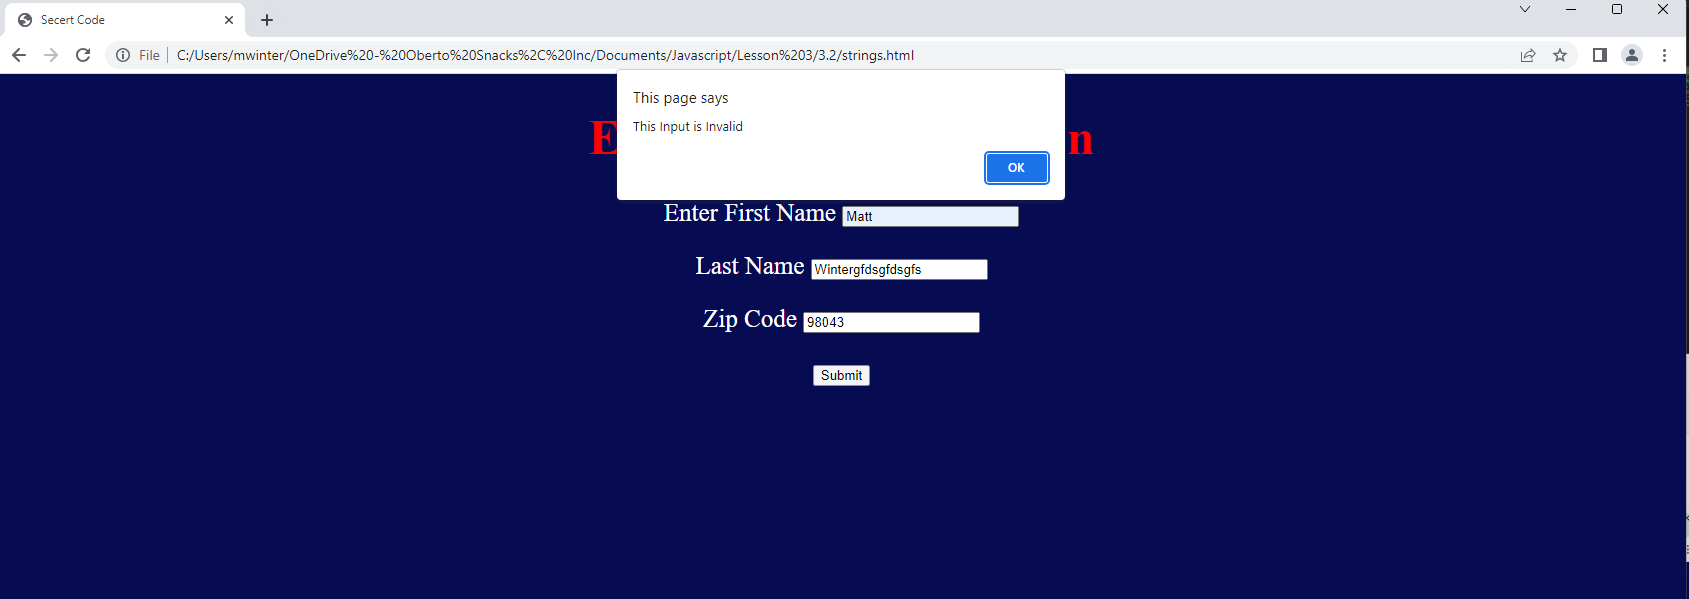 Secert Code
File C:/Users/mwinter/OneDrive%20-%20Oberto%20Snacks%2C%20Inc/Documents/Javascript/Lesson%203/3.2/strings.html
This page says
This Input is Invalid
OK
Enter First Name Matt
Last Name Wintergfdsgfdsgfs
Zip Code 98043
Submit